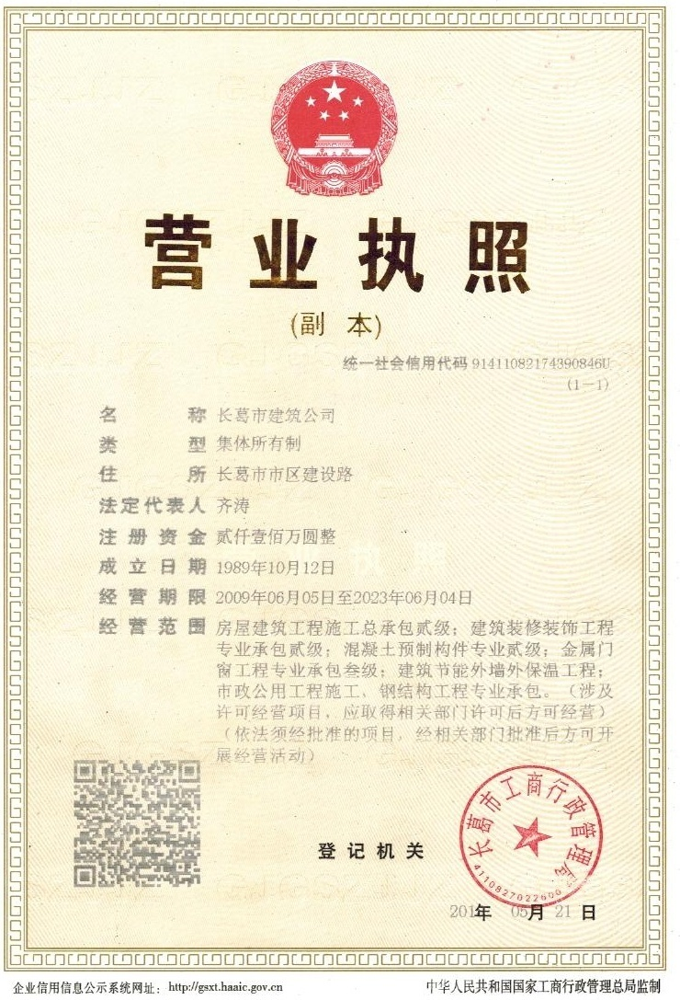 营业执照
(副 本)
统一社会信用代码 91411082174390846U
(1-1)
名 称 长葛市建筑公司
类 型 集体所有制
住 所 长葛市市区建设路
法定代表人 齐涛
注册资金 贰仟壹佰万圆整
成立日期 1989年10月12日
经营期限 2009年06月05日至2023年06月04日
经营范围 房屋建筑工程施工总承包贰级；建筑装修装饰工程
专业承包贰级；混凝土预制构件专业贰级；金属门
窗工程专业承包叁级；建筑节能外墙外保温工程；
市政公用工程施工、钢结构工程专业承包。（涉及
许可经营项目，应取得相关部门许可后方可经营）
（依法须经批准的项目，经相关部门批准后方可开
展经营活动）
长葛市工商行政管理局
4110827022600
登记机关
年 05月 21 日
企业信用信息公示系统网址：http://gsxt.haaic.gov.cn
中华人民共和国国家工商行政管理总局监制